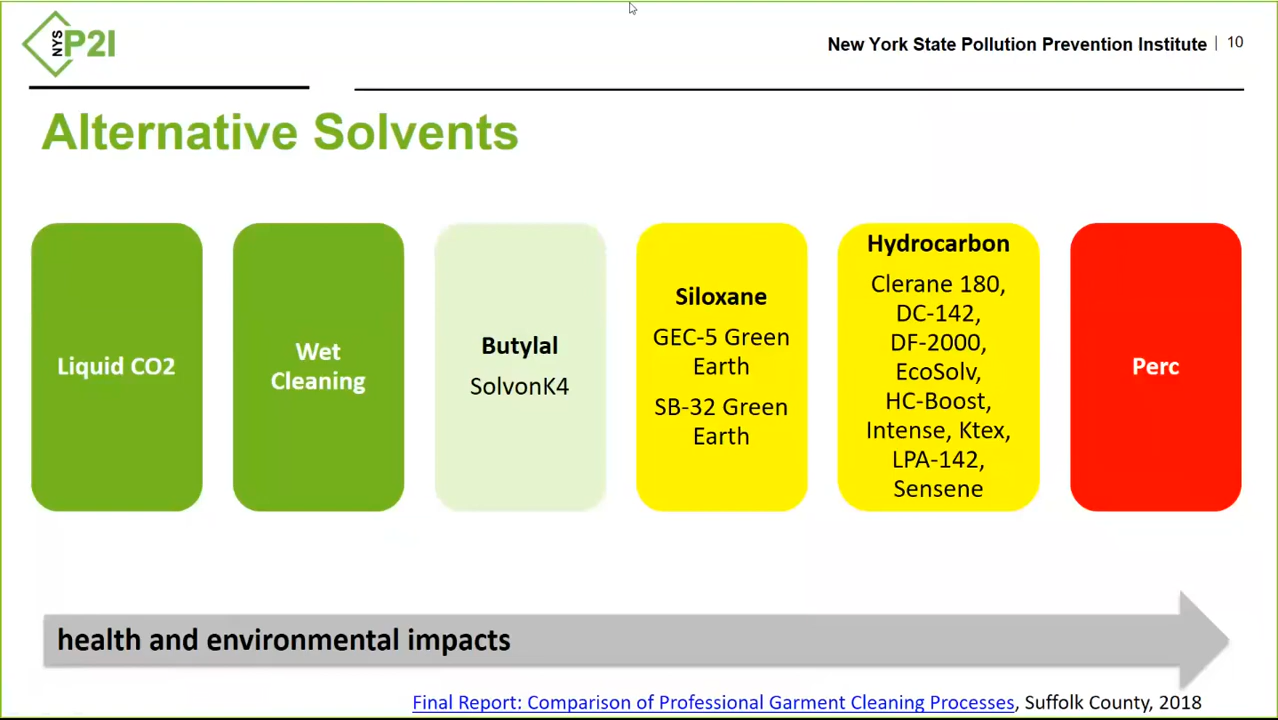 NYS P2I
New York State Pollution Prevention Institute | 10
Alternative Solvents
Liquid CO2
Wet
Cleaning
Butylal
SolvonK4
Siloxane
GEC-5 Green
Earth
SB-32 Green
Earth
Hydrocarbon
Clerane 180,
DC-142,
DF-2000,
EcoSolv,
HC-Boost,
Intense, Ktex,
LPA-142,
Sensene
Perc
health and environmental impacts
Final Report: Comparison of Professional Garment Cleaning Processes, Suffolk County, 2018